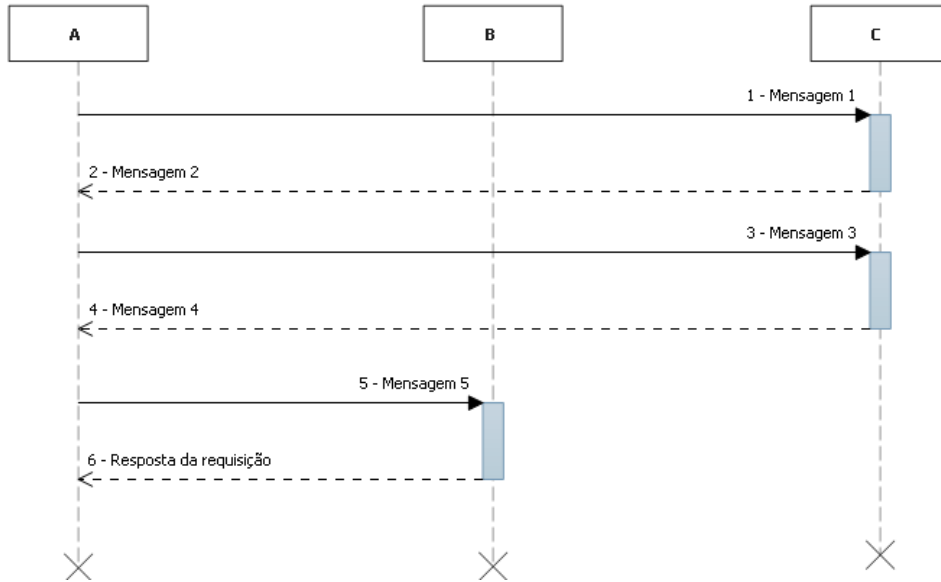 A
B
C
1 - Mensagem 1
2 - Mensagem 2
3 - Mensagem 3
4 - Mensagem 4
5 - Mensagem 5
6 - Resposta da requisição